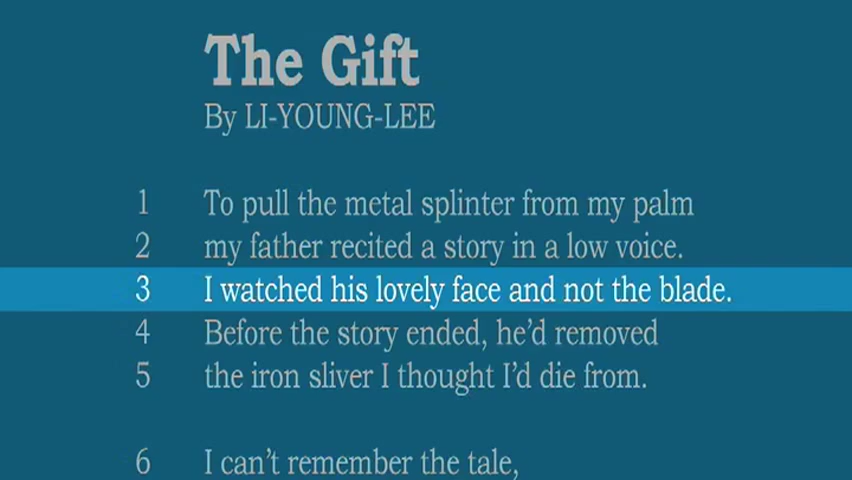 The Gift
By LI-YOUNG-LEE
1 To pull the metal splinter from my palm
2 my father recited a story in a low voice.
3 I watched his lovely face and not the blade.
4 Before the story ended, he’d removed
5 the iron sliver I thought I’d die from.
6 I can’t remember the tale,